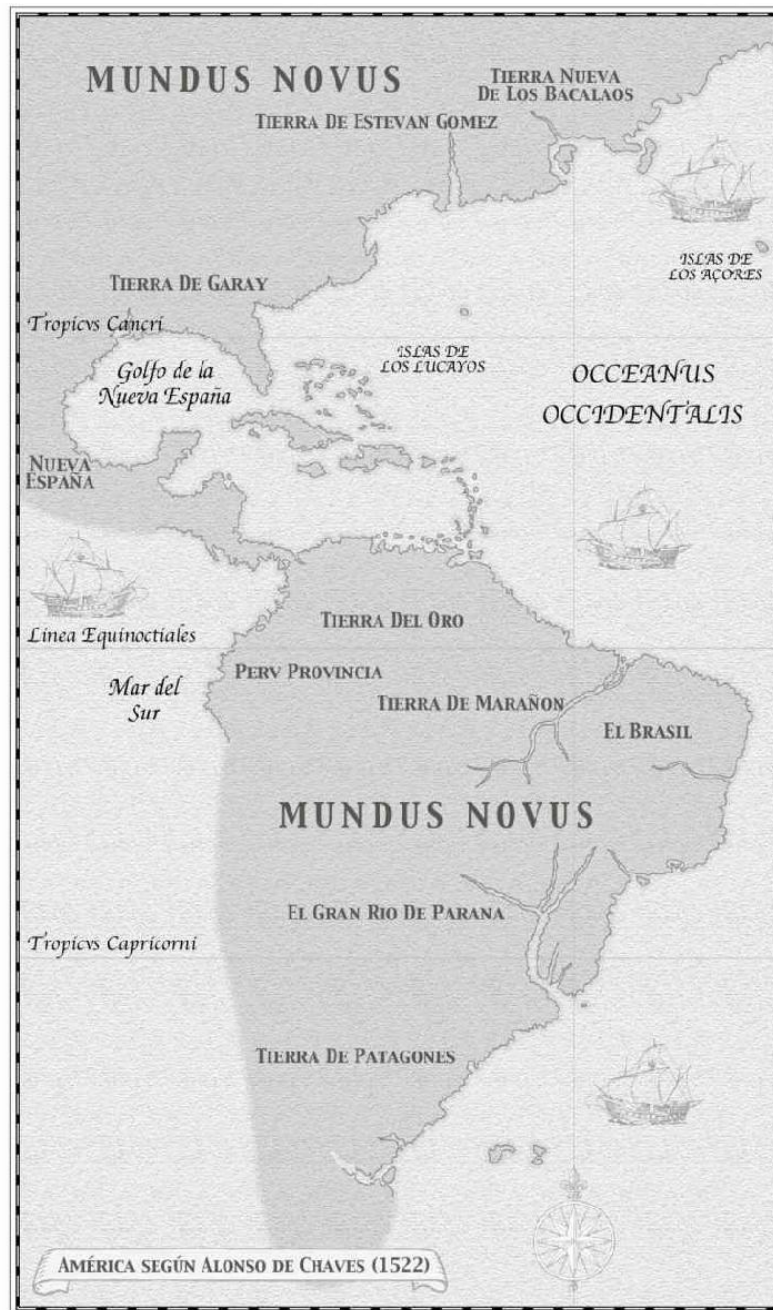 MUNDUS NOVUS
TIERRA NUEVA
DE LOS BACALAOS
TIERRA DE ESTEVAN GOMEZ
ISLAS DE
LOS AÇORES
TIERRA DE GARAY
Tropicvs Cancri
Golfo de la
Nueva España
ISLAS DE
LOS LUCAYOS
OCCEANUS
OCCIDENTALIS
NUEVA
ESPAÑA
TIERRA DEL ORO
Linea Equinoctiales
PERV PROVINCIA
Mar del
Sur
TIERRA DE MARAÑON
EL BRASIL
MUNDUS NOVUS
EL GRAN RIO DE PARANA
Tropicvs Capricorni
TIERRA DE PATAGONES
AMÉRICA SEGÚN ALONSO DE CHAVES (1522)